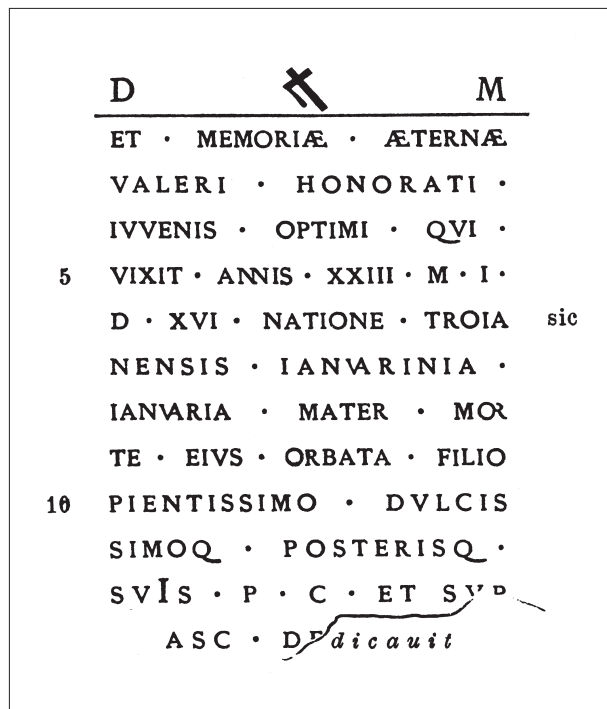 D M
ET · MEMORIÆ · ÆTERNÆ
VALERI · HONORATI ·
IVVENIS · OPTIMI · QVI ·
5 VIXIT · ANNIS · XXIII · M · I ·
D · XVI · NATIONE · TROIA sic
NENSIS · IANVARINIA ·
IANVARIA · MATER · MOR
TE · EIVS · ORBATA · FILIO
10 PIENTISSIMO · DVLCIS
SIMOQ · POSTERISQ ·
SVIS · P · C · ET SVB
ASC · DEdicauit